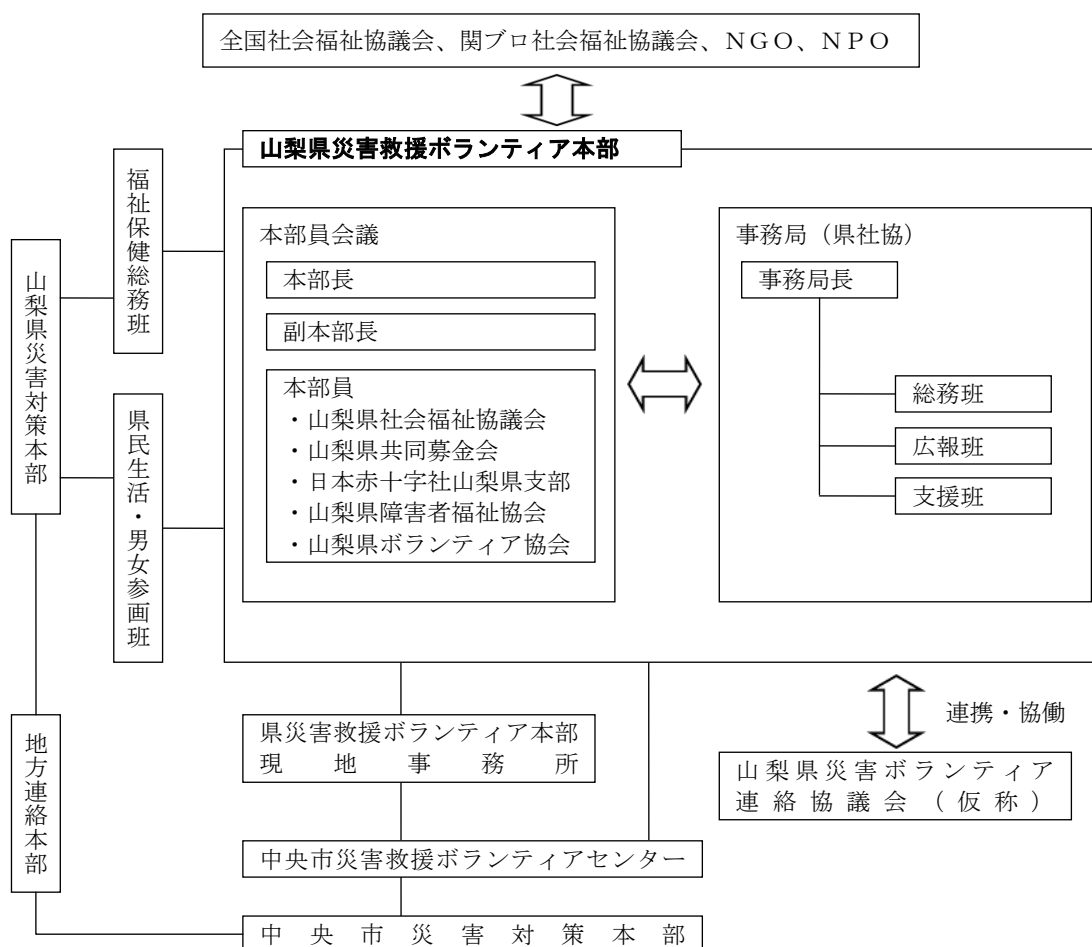 全国社会福祉協議会、関ブロ社会福祉協議会、ＮＧＯ、ＮＰＯ
山梨県災害救援ボランティア本部
福祉保健総務班
山梨県災害対策本部
県民生活・男女参画班
地方連絡本部
本部員会議
本部長
副本部長
本部員
・山梨県社会福祉協議会
・山梨県共同募金会
・日本赤十字社山梨県支部
・山梨県障害者福祉協会
・山梨県ボランティア協会
事務局（県社協）
事務局長
総務班
広報班
支援班
連携・協働
県災害救援ボランティア本部
現地事務所
山梨県災害ボランティア
連絡協議会（仮称）
中央市災害救援ボランティアセンター
中央市災害対策本部